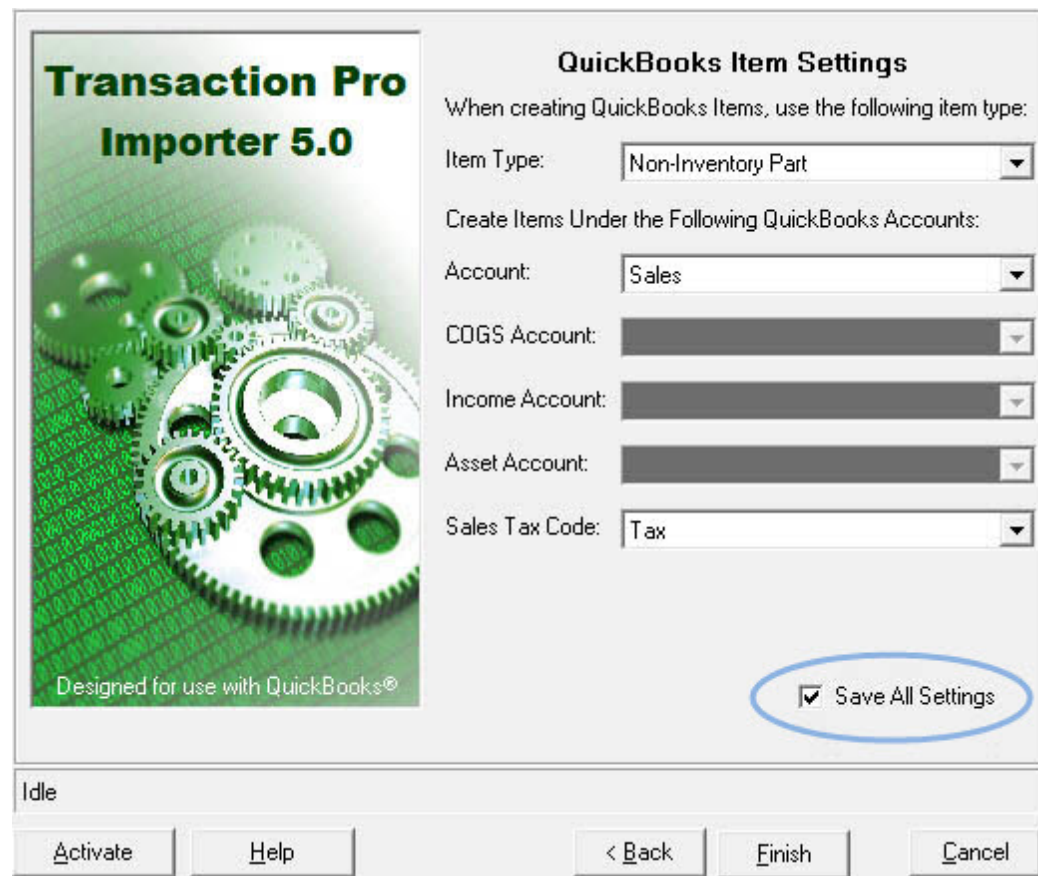 Transaction Pro
Importer 5.0
Designed for use with QuickBooks®
QuickBooks Item Settings
When creating QuickBooks Items, use the following item type:
Item Type: Non-Inventory Part
Create Items Under the Following QuickBooks Accounts:
Account: Sales
COGS Account:
Income Account:
Asset Account:
Sales Tax Code: Tax
Save All Settings
Idle
Activate Help < Back Finish Cancel